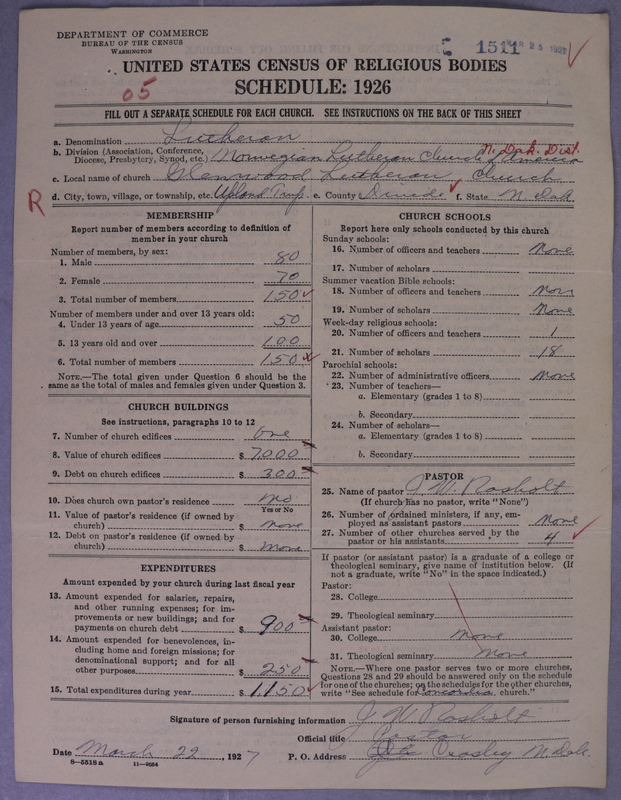 DEPARTMENT OF COMMERCE
BUREAU OF THE CENSUS
WASHINGTON
1511 MAR 25 1927
UNITED STATES CENSUS OF RELIGIOUS BODIES
05
SCHEDULE: 1926
FILL OUT A SEPARATE SCHEDULE FOR EACH CHURCH. SEE INSTRUCTIONS ON THE BACK OF THIS SHEET
a. Denomination Lutheran
b. Division (Association, Conference, Diocese, Presbytery, Synod, etc.) Norwegian Lutheran Church of America N. Dak. Dist.
c. Local name of church Glenwood Lutheran Church
R
d. City, town, village, or township, etc. Upland Twp. e. County Divide f. State N. Dak
MEMBERSHIP
Report number of members according to definition of
member in your church
Number of members, by sex:
1. Male 80
2. Female 70
3. Total number of members 150
Number of members under and over 13 years old:
4. Under 13 years of age 50
5. 13 years old and over 100
6. Total number of members 150
NOTE.—The total given under Question 6 should be
same as the total of males and females given under Question 3.
CHURCH BUILDINGS
See instructions, paragraphs 10 to 12
7. Number of church edifices one
8. Value of church edifices $ 7000
9. Debt on church edifices $ 300
10. Does church own pastor's residence no
Yes or No
11. Value of pastor's residence (if owned by
church) $ none
12. Debt on pastor's residence (if owned by
church) $ none
EXPENDITURES
Amount expended by your church during last fiscal year
13. Amount expended for salaries, repairs,
and other running expenses; for im-
provements or new buildings; and for
payments on church debt $ 900
14. Amount expended for benevolences, in-
cluding home and foreign missions; for
denominational support; and for all
other purposes $ 250
15. Total expenditures during year $ 1150
CHURCH SCHOOLS
Report here only schools conducted by this church
Sunday schools:
16. Number of officers and teachers None
17. Number of scholars
Summer vacation Bible schools:
18. Number of officers and teachers Non
19. Number of scholars None
Week-day religious schools:
20. Number of officers and teachers 1
21. Number of scholars 18
Parochial schools:
22. Number of administrative officers None
23. Number of teachers—
a. Elementary (grades 1 to 8)
b. Secondary
24. Number of scholars—
a. Elementary (grades 1 to 8)
b. Secondary
PASTOR
25. Name of pastor J W Rosholt
(If church has no pastor, write "None")
26. Number of ordained ministers, if any, em-
ployed as assistant pastors None
27. Number of other churches served by the
pastor or his assistants 4
If pastor (or assistant pastor) is a graduate of a college or
theological seminary, give name of institution below. (If
not a graduate, write "No" in the space indicated.)
Pastor:
28. College
29. Theological seminary
Assistant pastor:
30. College None
31. Theological seminary None
NOTE.—Where one pastor serves two or more churches,
Questions 28 and 29 should be answered only on the schedule
for one of the churches; on the schedules for the other churches,
write "See schedule for Concordia church."
Signature of person furnishing information J. W. Rosholt
Official title Pastor
Date March 22, 1927 P. O. Address Crosby N. Dak.
8-5518 a 11-9054